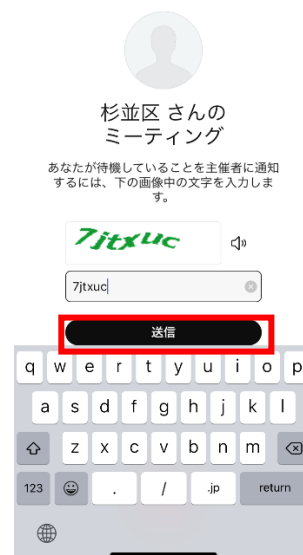 杉並区 さんの
ミーティング
あなたが待機していることを主催者に通知
するには、下の画像中の文字を入力しま
す。
7jtxuc
7jtxuc
送信
q w e r t y u i o p
a s d f g h j k l
z x c v b n m
123 . / .jp return